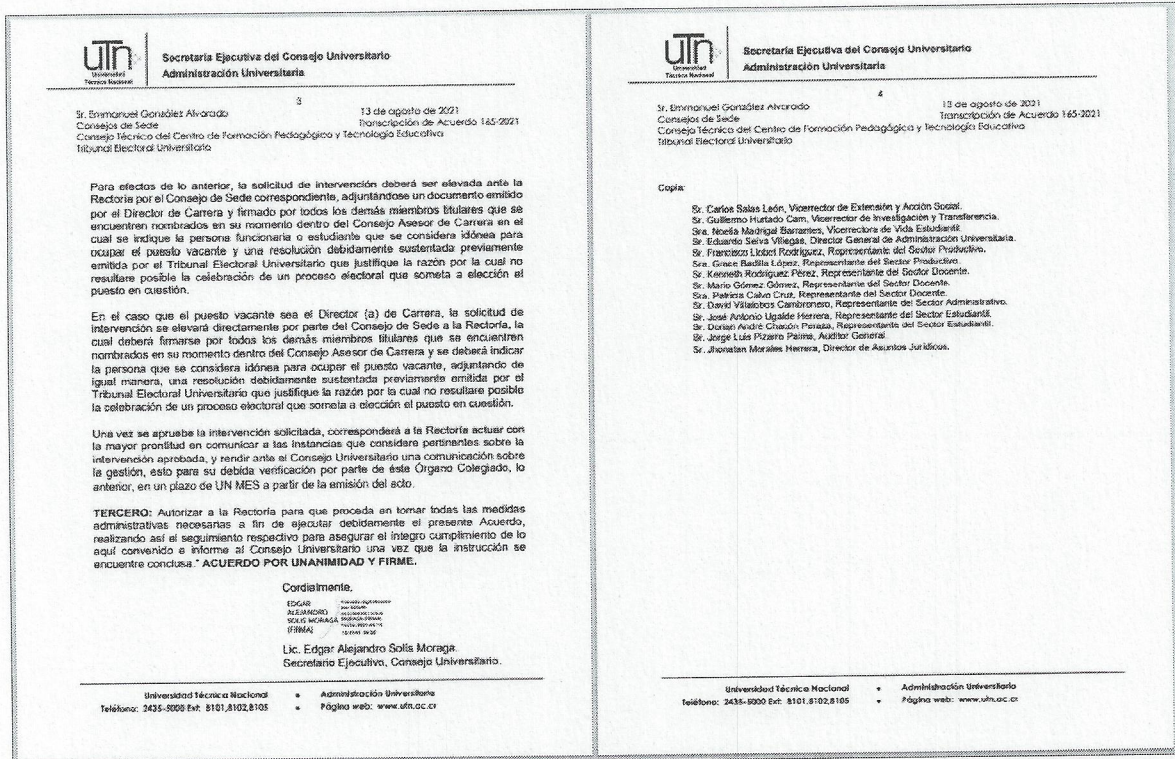 uTn
Universidad
Técnica Nacional
Secretaría Ejecutiva del Consejo Universitario
Administración Universitaria
3
Sr. Emmanuel González Alvarado
13 de agosto de 2021
Consejos de Sede
Transcripción de Acuerdo 165-2021
Consejo Técnico del Centro de Formación Pedagógica y Tecnología Educativa
Tribunal Electoral Universitario
Para efectos de lo anterior, la solicitud de intervención deberá ser elevada ante la
Rectoría por el Consejo de Sede correspondiente, adjuntándose un documento emitido
por el Director de Carrera y firmado por todos los demás miembros titulares que se
encuentren nombrados en su momento dentro del Consejo Asesor de Carrera en el
cual se indique la persona funcionaria o estudiante que se considera idónea para
ocupar el puesto vacante y una resolución debidamente sustentada previamente
emitida por el Tribunal Electoral Universitario que justifique la razón por la cual no
resultare posible la celebración de un proceso electoral que someta a elección el
puesto en cuestión.
En el caso que el puesto vacante sea el Director (a) de Carrera, la solicitud de
intervención se elevará directamente por parte del Consejo de Sede a la Rectoría, la
cual deberá firmarse por todos los demás miembros titulares que se encuentren
nombrados en su momento dentro del Consejo Asesor de Carrera y se deberá indicar
la persona que se considera idónea para ocupar el puesto vacante, adjuntando de
igual manera, una resolución debidamente sustentada previamente emitida por el
Tribunal Electoral Universitario que justifique la razón por la cual no resultare posible
la celebración de un proceso electoral que someta a elección el puesto en cuestión.
Una vez se apruebe la intervención solicitada, corresponderá a la Rectoría actuar con
la mayor prontitud en comunicar a las instancias que considere pertinentes sobre la
intervención aprobada, y rendir ante el Consejo Universitario una comunicación sobre
la gestión, esto para su debida verificación por parte de éste Órgano Colegiado, lo
anterior, en un plazo de UN MES a partir de la emisión del acto.
TERCERO: Autorizar a la Rectoría para que proceda en tomar todas las medidas
administrativas necesarias a fin de ejecutar debidamente el presente Acuerdo,
realizando así el seguimiento respectivo para asegurar el íntegro cumplimiento de lo
aquí convenido e informe al Consejo Universitario una vez que la instrucción se
encuentre conclusa." ACUERDO POR UNANIMIDAD Y FIRME.
Cordialmente,
EDGAR
ALEJANDRO
SOLIS MORAGA
(FIRMA)
Lic. Edgar Alejandro Solís Moraga.
Secretario Ejecutivo, Consejo Universitario.
Universidad Técnica Nacional • Administración Universitaria
Teléfono: 2435-5000 Ext: 8101,8102,8105 • Página web: www.utn.ac.cr
uTn
Universidad
Técnica Nacional
Secretaría Ejecutiva del Consejo Universitario
Administración Universitaria
4
Sr. Emmanuel González Alvarado
13 de agosto de 2021
Consejos de Sede
Transcripción de Acuerdo 165-2021
Consejo Técnico del Centro de Formación Pedagógica y Tecnología Educativa
Tribunal Electoral Universitario
Copia:
Sr. Carlos Salas León, Vicerrector de Extensión y Acción Social.
Sr. Guillermo Hurtado Cam, Vicerrector de Investigación y Transferencia.
Sra. Noelia Madrigal Barrantes, Vicerrectora de Vida Estudiantil.
Sr. Eduardo Selva Villegas, Director General de Administración Universitaria.
Sr. Francisco Llobet Rodríguez, Representante del Sector Productivo.
Sra. Grace Badilla López, Representante del Sector Productivo.
Sr. Kenneth Rodríguez Pérez, Representante del Sector Docente.
Sr. Mario Gómez Gómez, Representante del Sector Docente.
Sra. Patricia Calvo Cruz, Representante del Sector Docente.
Sr. David Villalobos Cambronero, Representante del Sector Administrativo.
Sr. José Antonio Ugalde Herrera, Representante del Sector Estudiantil.
Sr. Dorian André Chacón Peraza, Representante del Sector Estudiantil.
Sr. Jorge Luis Pizarro Palma, Auditor General
Sr. Jhonatan Morales Herrera, Director de Asuntos Jurídicos.
Universidad Técnica Nacional • Administración Universitaria
Teléfono: 2435-5000 Ext: 8101,8102,8105 • Página web: www.utn.ac.cr